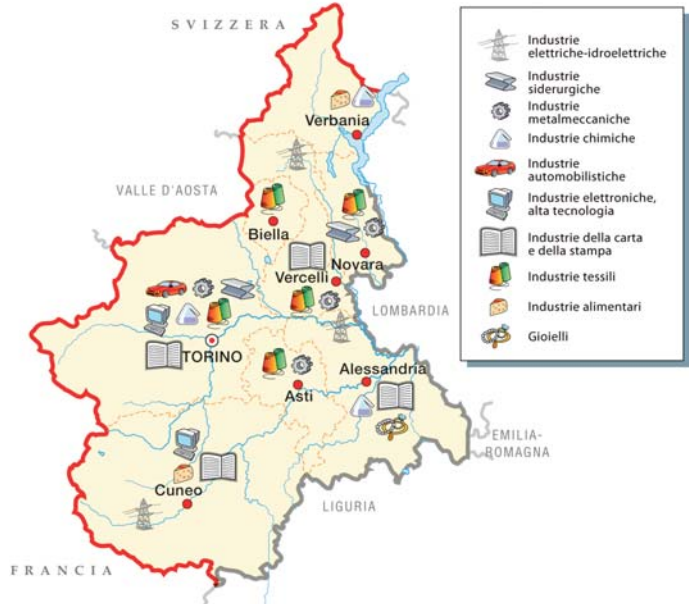 SVIZZERA
Verbania
VALLE D'AOSTA
Biella
Novara
Vercelli
LOMBARDIA
TORINO
Alessandria
Asti
EMILIA-
ROMAGNA
Cuneo
LIGURIA
FRANCIA
Industrie
elettriche-idroelettriche
Industrie
siderurgiche
Industrie
metalmeccaniche
Industrie chimiche
Industrie
automobilistiche
Industrie elettroniche,
alta tecnologia
Industrie della carta
e della stampa
Industrie tessili
Industrie alimentari
Gioielli